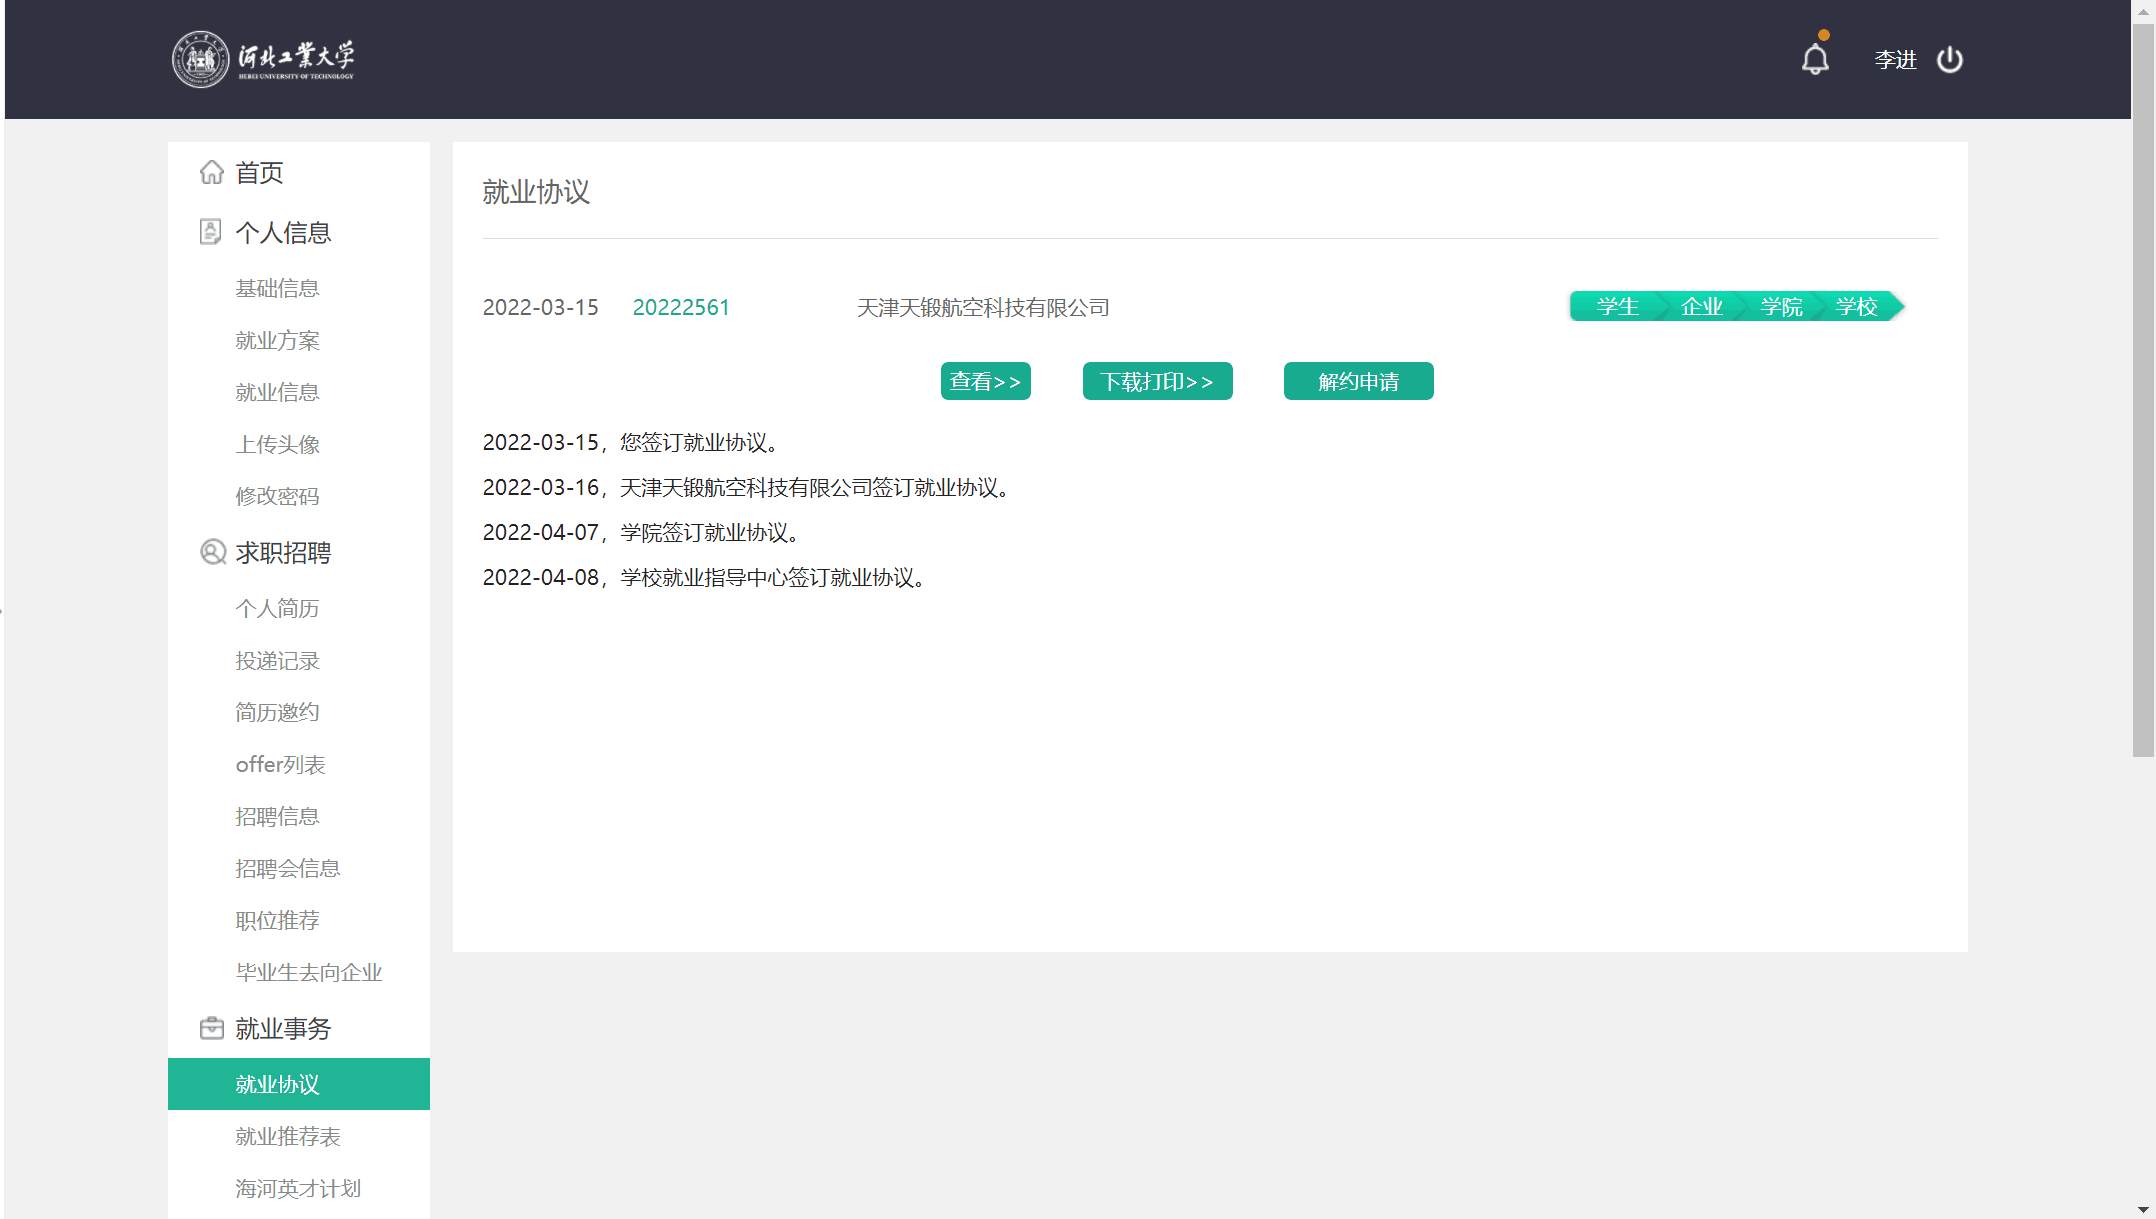 河北工業大学
HEBEI UNIVERSITY OF TECHNOLOGY
李进
首页
个人信息
基础信息
就业方案
就业信息
上传头像
修改密码
求职招聘
个人简历
投递记录
简历邀约
offer列表
招聘信息
招聘会信息
职位推荐
毕业生去向企业
就业事务
就业协议
就业推荐表
海河英才计划
就业协议
2022-03-15 20222561 天津天锻航空科技有限公司 学生 企业 学院 学校
查看>> 下载打印>> 解约申请
2022-03-15，您签订就业协议。
2022-03-16，天津天锻航空科技有限公司签订就业协议。
2022-04-07，学院签订就业协议。
2022-04-08，学校就业指导中心签订就业协议。